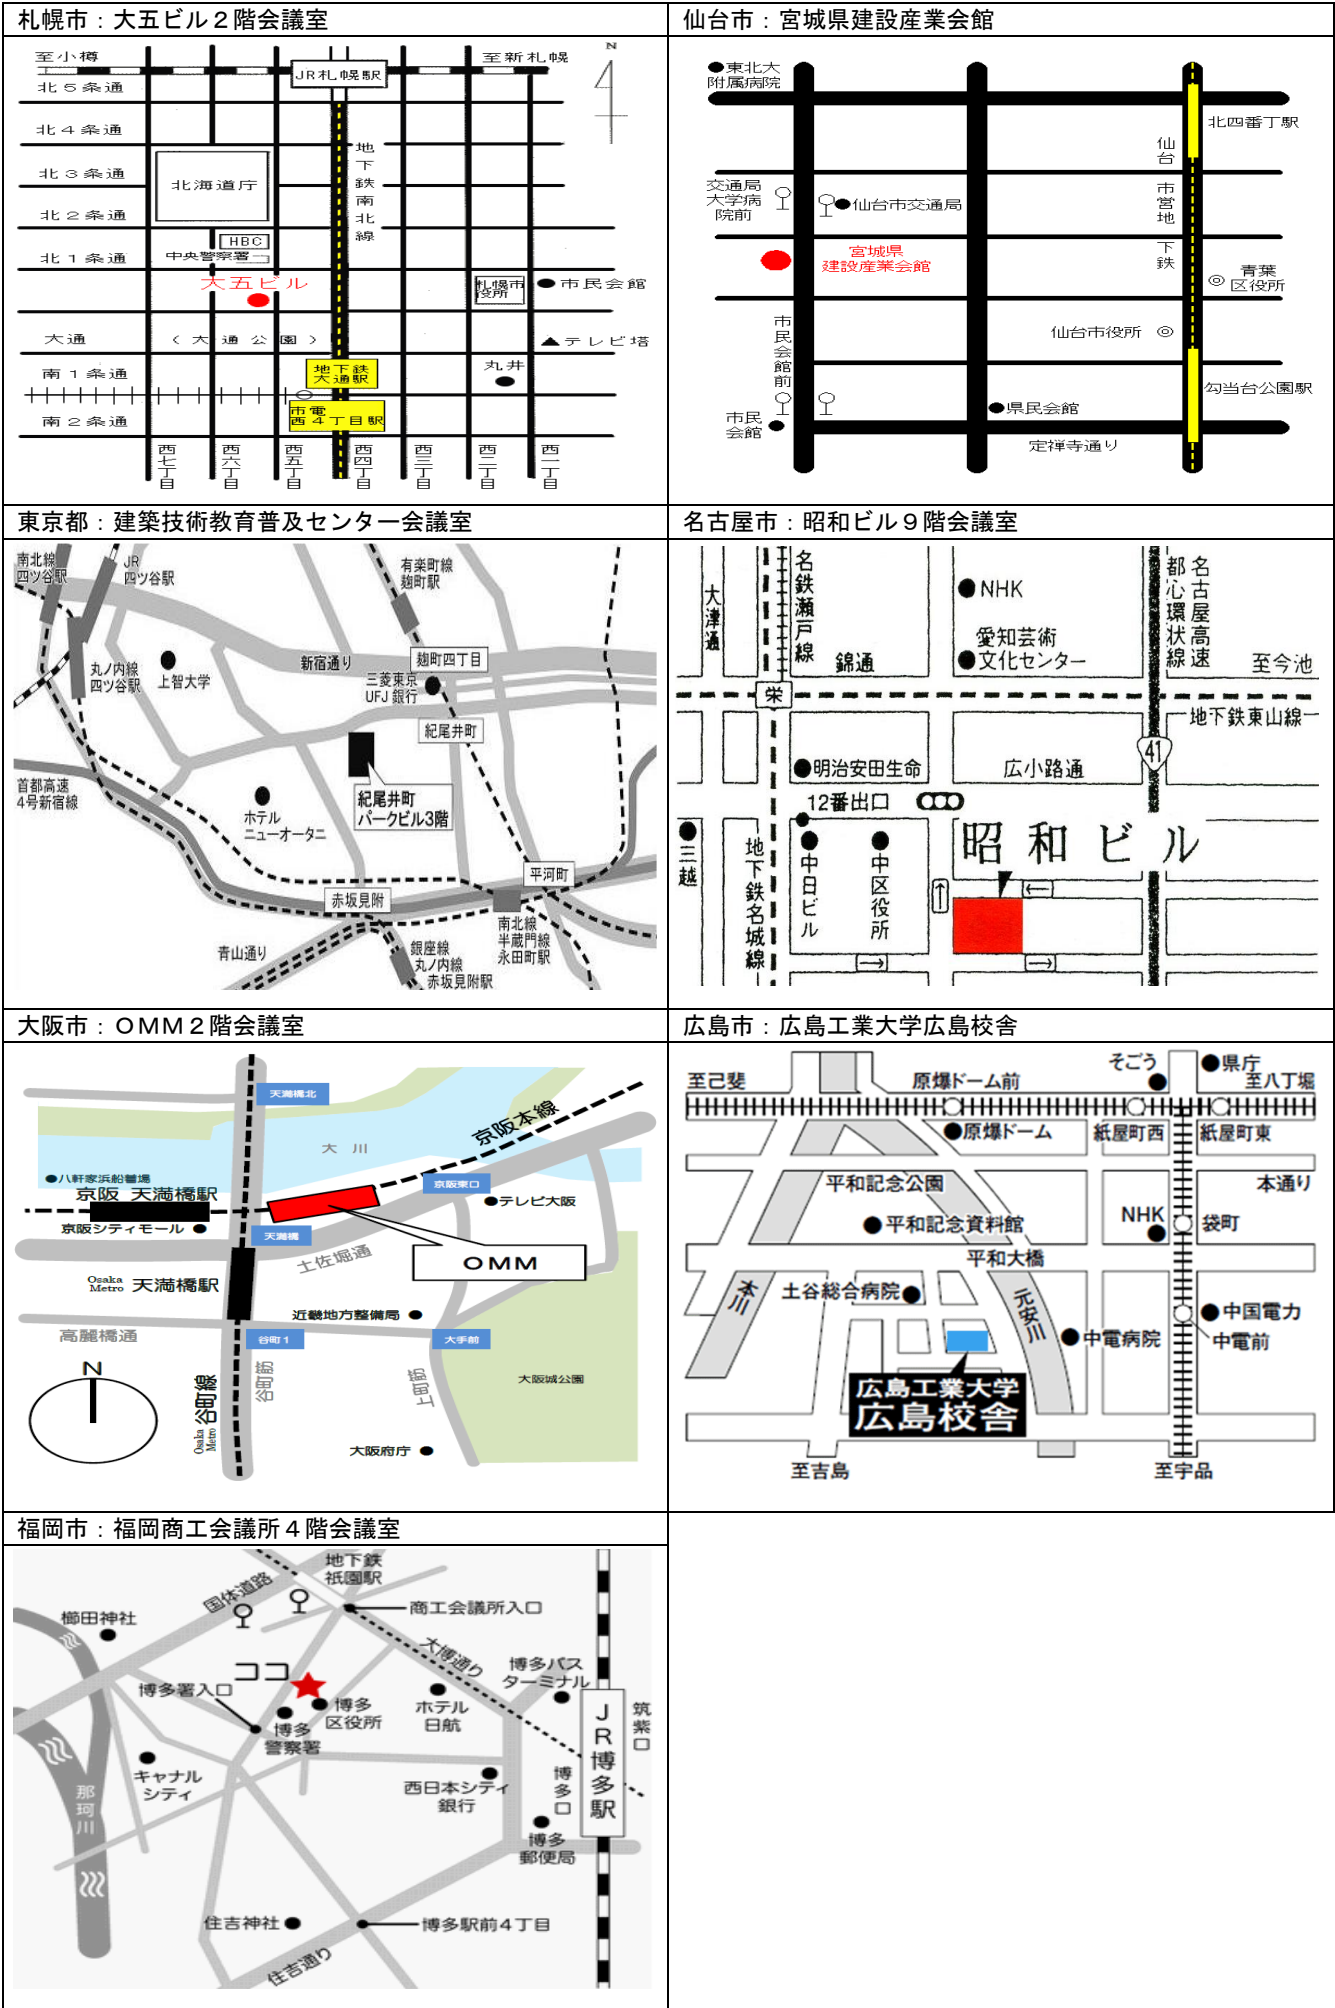 札幌市：大五ビル２階会議室
至小樽
JR札幌駅
至新札幌
N
北５条通
北４条通
地下鉄南北線
北３条通
北海道庁
北２条通
HBC
中央警察署
北１条通
大五ビル
札幌市
役所
市民会館
大通
（大通公園）
テレビ塔
地下鉄
大通駅
丸井
南１条通
市電
西４丁目駅
南２条通
西七丁目
西六丁目
西五丁目
西四丁目
西三丁目
西二丁目
西一丁目
仙台市：宮城県建設産業会館
東北大
附属病院
北四番丁駅
仙台市営地下鉄
交通局
大学病
院前
仙台市交通局
宮城県
建設産業会館
青葉
区役所
市民会館前
仙台市役所
勾当台公園駅
県民会館
市民
会館
定禅寺通り
東京都：建築技術教育普及センター会議室
南北線
四ツ谷駅
JR
四ツ谷駅
有楽町線
麹町駅
丸ノ内線
四ツ谷駅
上智大学
新宿通り
麹町四丁目
三菱東京
UFJ銀行
紀尾井町
首都高速
4号新宿線
ホテル
ニューオータニ
紀尾井町
パークビル3階
平河町
赤坂見附
南北線
半蔵門線
永田町駅
青山通り
銀座線
丸ノ内線
赤坂見附駅
名古屋市：昭和ビル９階会議室
大津通
名鉄瀬戸線
NHK
愛知芸術
文化センター
錦通
名古屋高速
都心環状線
至今池
栄
地下鉄東山線
41
明治安田生命
広小路通
12番出口
昭和ビル
三越
地下鉄名城線
中日ビル
中区役所
大阪市：ＯＭＭ２階会議室
天満橋北
京阪本線
大川
八軒家浜船着場
京阪 天満橋駅
京阪東口
テレビ大阪
京阪シティモール
天満橋
土佐堀通
OMM
Osaka
Metro 天満橋駅
近畿地方整備局
高麗橋通
谷町１
大手前
N
Osaka
Metro 谷町線
谷町筋
上町筋
大阪城公園
大阪府庁
広島市：広島工業大学広島校舎
そごう
県庁
至己斐
原爆ドーム前
至八丁堀
原爆ドーム
紙屋町西
紙屋町東
平和記念公園
本通り
平和記念資料館
NHK
袋町
平和大橋
本川
土谷総合病院
元安川
中国電力
中電病院
中電前
広島工業大学
広島校舎
至吉島
至宇品
福岡市：福岡商工会議所４階会議室
地下鉄
祇園駅
国体道路
商工会議所入口
櫛田神社
大博通り
博多バス
ターミナル
ココ
博多署入口
博多
区役所
ホテル
日航
博多
警察署
筑紫口
JR博多駅
キャナル
シティ
西日本シティ
銀行
博多口
那珂川
博多
郵便局
住吉神社
博多駅前４丁目
住吉通り